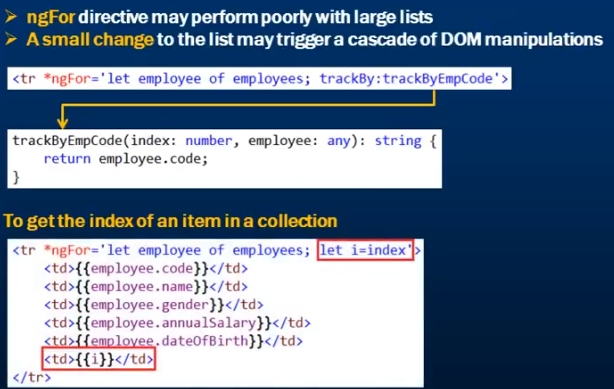 ngFor directive may perform poorly with large lists
A small change to the list may trigger a cascade of DOM manipulations
<tr *ngFor='let employee of employees; trackBy:trackByEmpCode'>
trackByEmpCode(index: number, employee: any): string {
return employee.code;
}
To get the index of an item in a collection
<tr *ngFor='let employee of employees; let i=index'>
<td>{{employee.code}}</td>
<td>{{employee.name}}</td>
<td>{{employee.gender}}</td>
<td>{{employee.annualSalary}}</td>
<td>{{employee.dateOfBirth}}</td>
<td>{{i}}</td>
</tr>